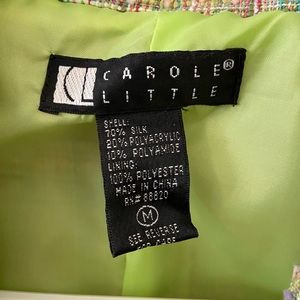 CL CAROLE®
LITTLE
SHELL:
70% SILK
20% POLYACRYLIC
10% POLYAMIDE
LINING:
100% POLYESTER
MADE IN CHINA
RN# 88820
M
SEE REVERSE
FOR CARE